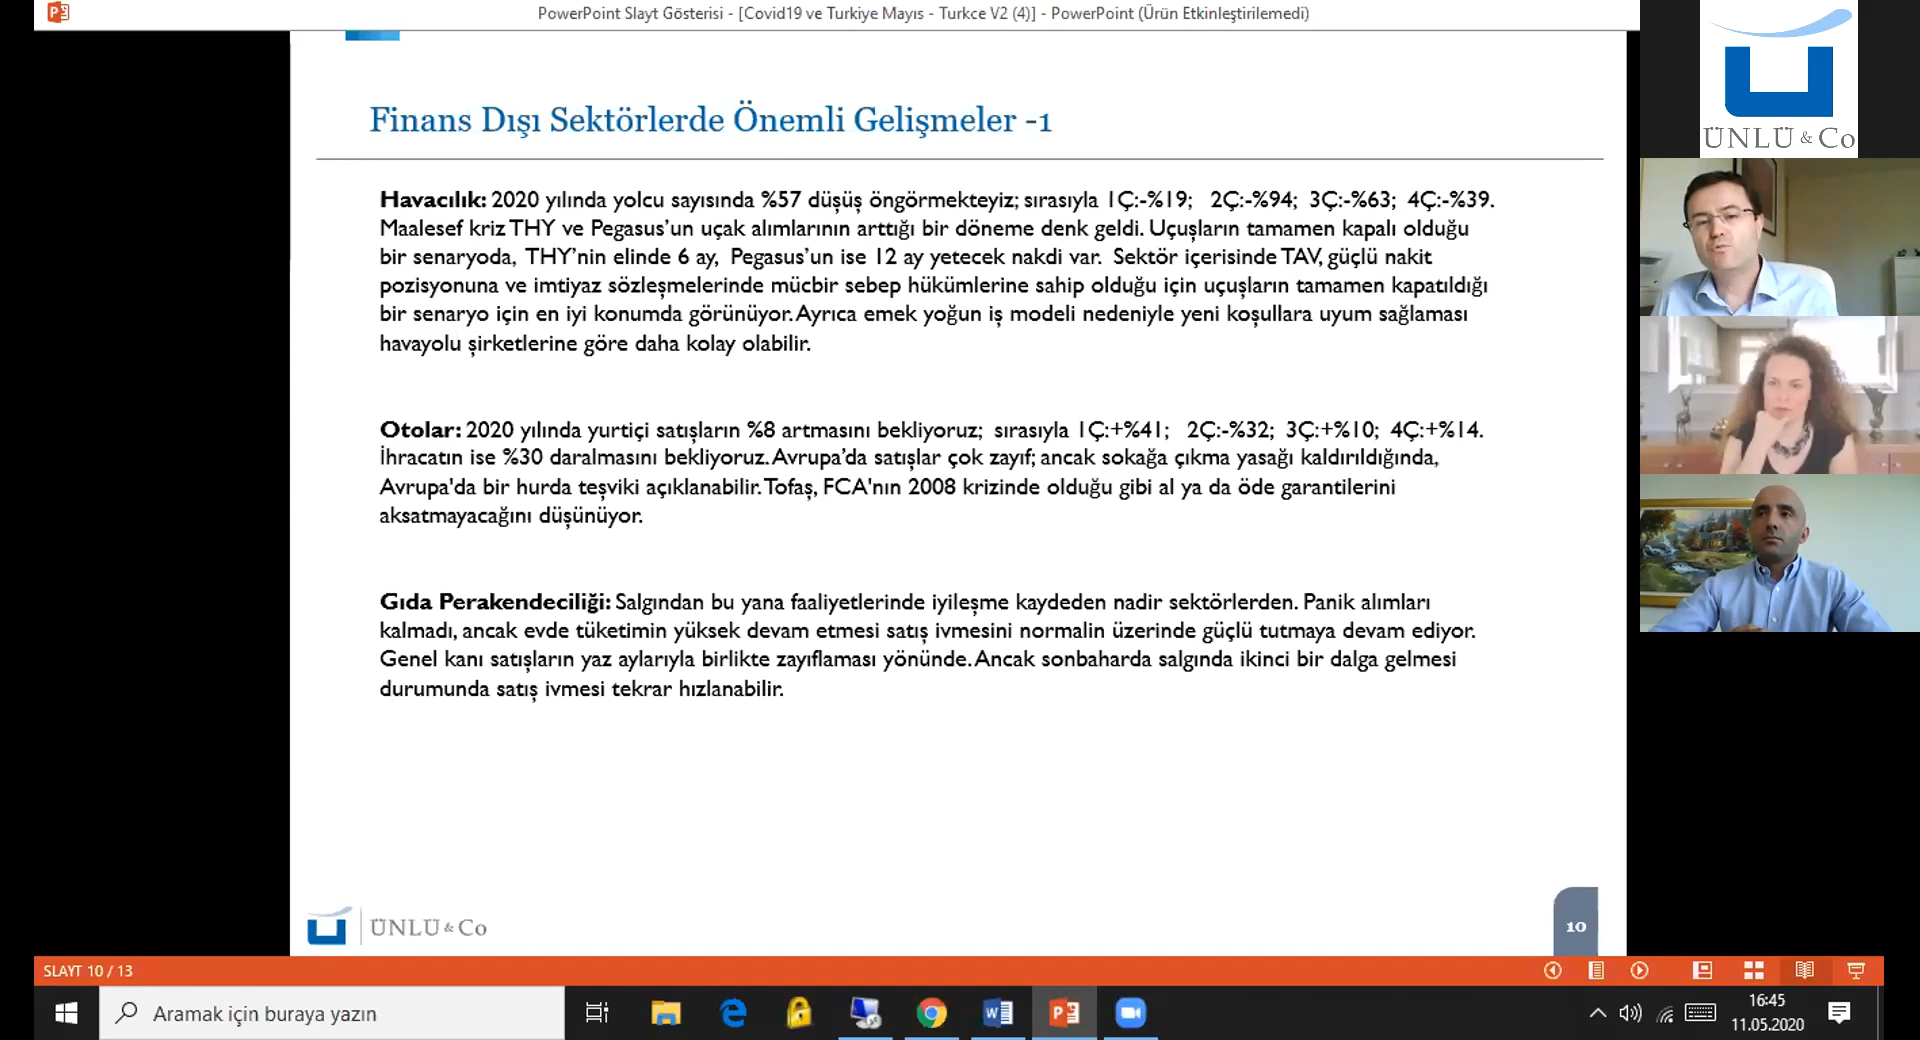 PowerPoint Slayt Gösterisi - [Covid19 ve Turkiye Mayıs - Turkce V2 (4)] - PowerPoint (Ürün Etkinleştirilemedi)
ÜNLÜ & Co
Finans Dışı Sektörlerde Önemli Gelişmeler -1
Havacılık: 2020 yılında yolcu sayısında %57 düşüş öngörmekteyiz; sırasıyla 1Ç:-%19; 2Ç:-%94; 3Ç:-%63; 4Ç:-%39.
Maalesef kriz THY ve Pegasus’un uçak alımlarının arttığı bir döneme denk geldi. Uçuşların tamamen kapalı olduğu
bir senaryoda, THY’nin elinde 6 ay, Pegasus’un ise 12 ay yetecek nakdi var. Sektör içerisinde TAV, güçlü nakit
pozisyonuna ve imtiyaz sözleşmelerinde mücbir sebep hükümlerine sahip olduğu için uçuşların tamamen kapatıldığı
bir senaryo için en iyi konumda görünüyor. Ayrıca emek yoğun iş modeli nedeniyle yeni koşullara uyum sağlaması
havayolu şirketlerine göre daha kolay olabilir.
Otolar: 2020 yılında yurtiçi satışların %8 artmasını bekliyoruz; sırasıyla 1Ç:+%41; 2Ç:-%32; 3Ç:+%10; 4Ç:+%14.
İhracatın ise %30 daralmasını bekliyoruz. Avrupa’da satışlar çok zayıf; ancak sokağa çıkma yasağı kaldırıldığında,
Avrupa'da bir hurda teşviki açıklanabilir. Tofaş, FCA'nın 2008 krizinde olduğu gibi al ya da öde garantilerini
aksatmayacağını düşünüyor.
Gıda Perakendeciliği: Salgından bu yana faaliyetlerinde iyileşme kaydeden nadir sektörlerden. Panik alımları
kalmadı, ancak evde tüketimin yüksek devam etmesi satış ivmesini normalin üzerinde güçlü tutmaya devam ediyor.
Genel kanı satışların yaz aylarıyla birlikte zayıflaması yönünde. Ancak sonbaharda salgında ikinci bir dalga gelmesi
durumunda satış ivmesi tekrar hızlanabilir.
ÜNLÜ & Co
10
SLAYT 10 / 13
Aramak için buraya yazın
16:45
11.05.2020